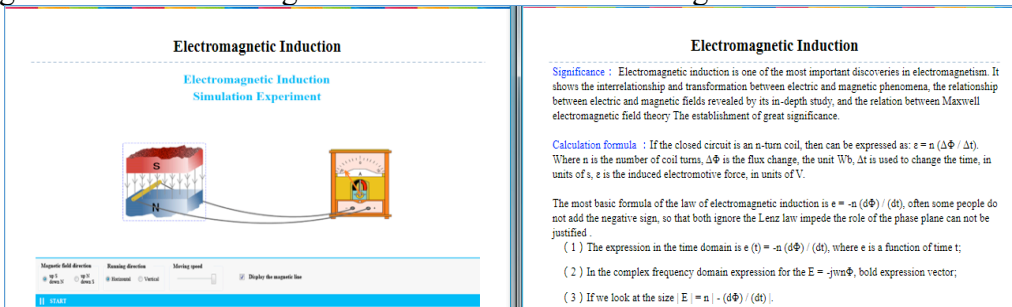 Electromagnetic Induction
Electromagnetic Induction
Simulation Experiment
S
N
A
Magnetic field direction
Running direction
Moving speed
up S
down N
up N
down S
Horizontal
Vertical
Display the magnetic line
START
Electromagnetic Induction
Significance : Electromagnetic induction is one of the most important discoveries in electromagnetism. It
shows the interrelationship and transformation between electric and magnetic phenomena, the relationship
between electric and magnetic fields revealed by its in-depth study, and the relation between Maxwell
electromagnetic field theory The establishment of great significance.
Calculation formula : If the closed circuit is an n-turn coil, then can be expressed as: ε = n (ΔΦ / Δt).
Where n is the number of coil turns, ΔΦ is the flux change, the unit Wb, Δt is used to change the time, in
units of s, ε is the induced electromotive force, in units of V.
The most basic formula of the law of electromagnetic induction is e = -n (dΦ) / (dt), often some people do
not add the negative sign, so that both ignore the Lenz law impede the role of the phase plane can not be
justified .
( 1 ) The expression in the time domain is e (t) = -n (dΦ) / (dt), where e is a function of time t;
( 2 ) In the complex frequency domain expression for the E = -jwnΦ, bold expression vector;
( 3 ) If we look at the size | E | = n | - (dΦ) / (dt) |.